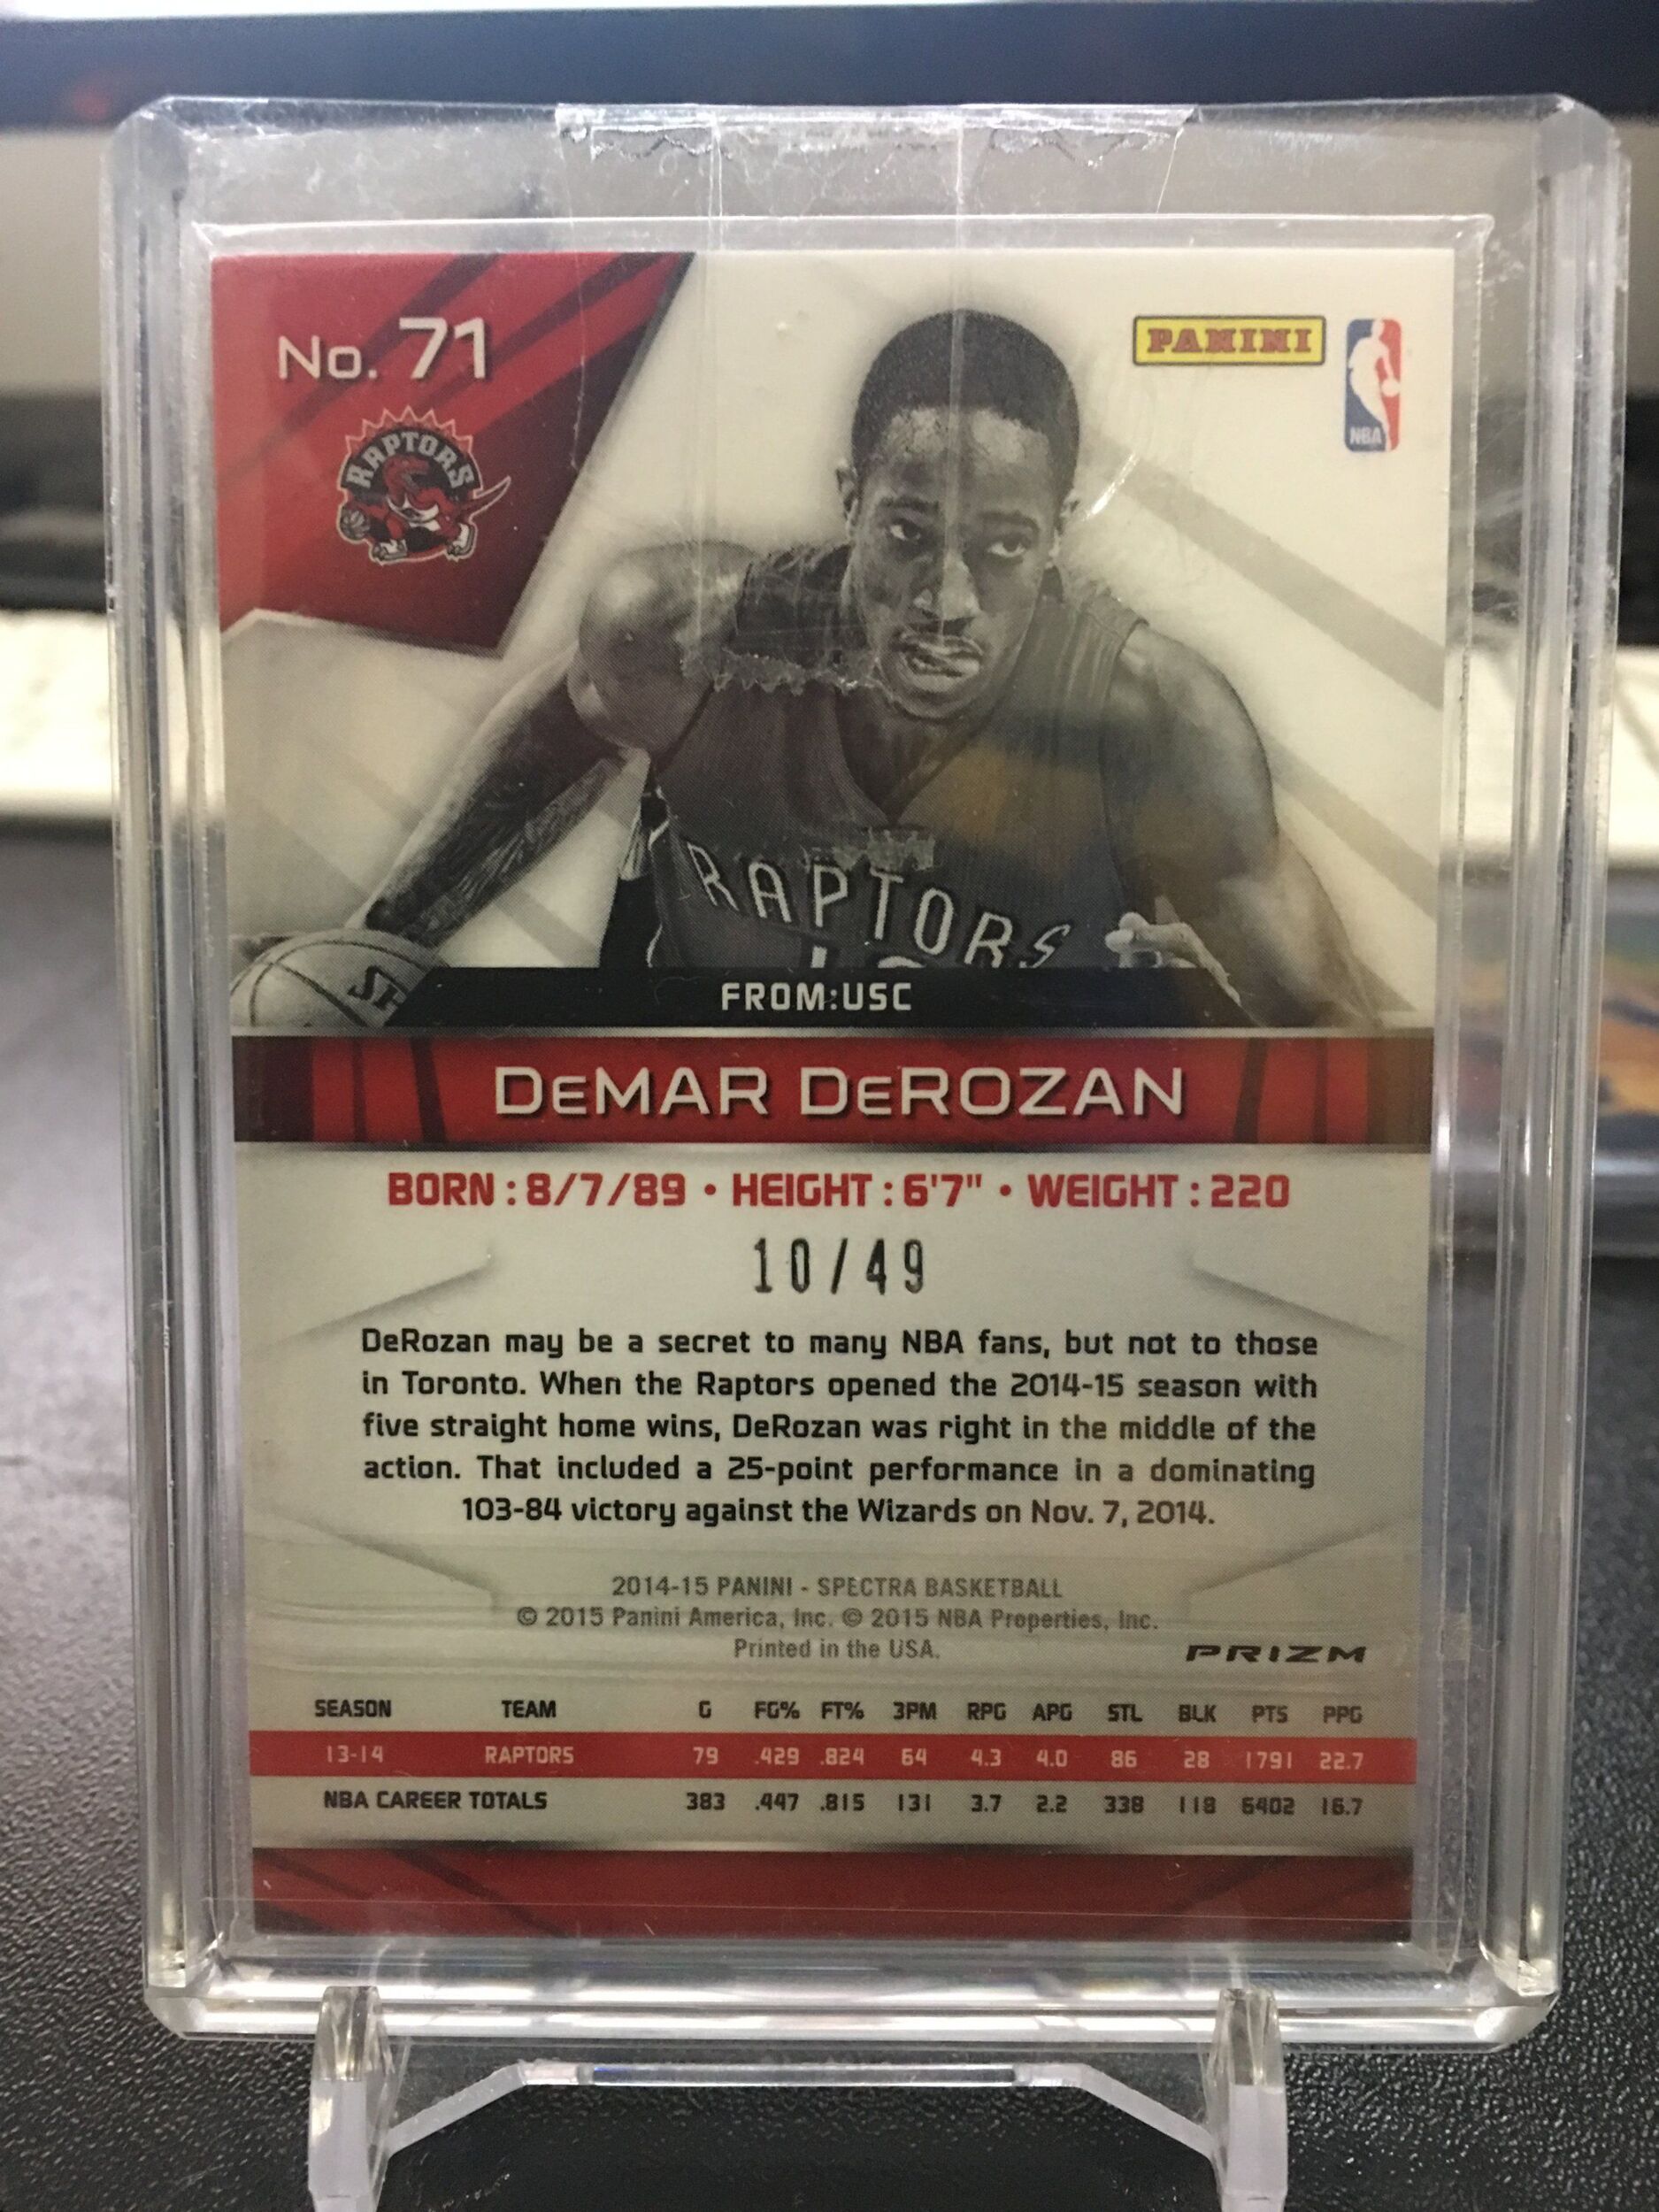 No. 71
PANINI
NBA
RAPTORS
RAPTORS
FROM:USC
DeMAR DeROZAN
BORN : 8/7/89 • HEIGHT : 6'7" • WEIGHT : 220
10/49
DeRozan may be a secret to many NBA fans, but not to those
in Toronto. When the Raptors opened the 2014-15 season with
five straight home wins, DeRozan was right in the middle of the
action. That included a 25-point performance in a dominating
103-84 victory against the Wizards on Nov. 7, 2014.
2014-15 PANINI - SPECTRA BASKETBALL
© 2015 Panini America, Inc. © 2015 NBA Properties, Inc.
Printed in the USA.
PRIZM
SEASON TEAM G FG% FT% 3PM RPG APG STL BLK PTS PPG
13-14 RAPTORS 79 .429 .824 64 4.3 4.0 86 28 1791 22.7
NBA CAREER TOTALS 383 .447 .815 131 3.7 2.2 338 118 6402 16.7